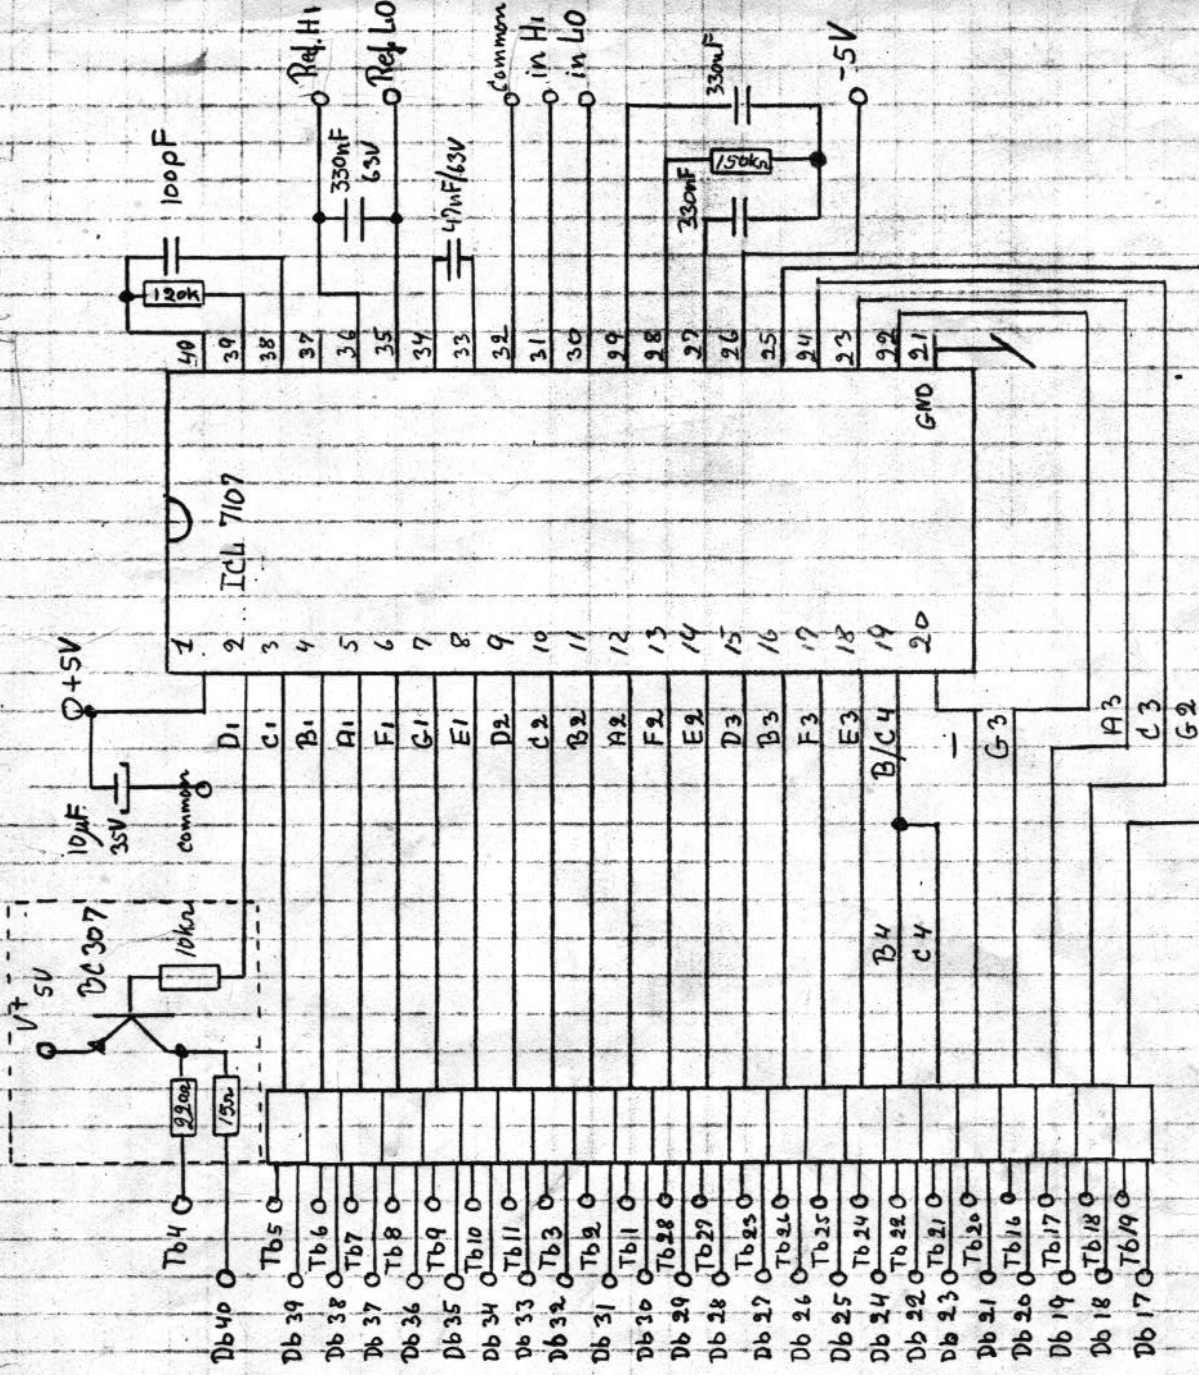 100pF
120k
Ref. HI
330nF
63V
Ref LO
47nF/63V
Common
in HI
in LO
330nF
150kΩ
330nF
-5V
40
39
38
37
36
35
34
33
32
31
30
29
28
27
26
25
24
23
22
21
GND
ICL 7107
1
2
3
4
5
6
7
8
9
10
11
12
13
14
15
16
17
18
19
20
+5V
10µF
35V
common
D1
C1
B1
A1
F1
G1
E1
D2
C2
B2
A2
F2
E2
D3
B3
F3
E3
B/C4
—
G3
A3
C3
G2
B4
C4
V+
5V
BC307
10kΩ
220Ω
15Ω
Tb4
Tb5
Tb6
Tb7
Tb8
Tb9
Tb10
Tb11
Tb3
Tb2
Tb1
Tb28
Tb27
Tb23
Tb26
Tb25
Tb24
Tb22
Tb21
Tb20
Tb16
Tb17
Tb18
Tb19
Db40
Db39
Db38
Db37
Db36
Db35
Db34
Db33
Db32
Db31
Db30
Db29
Db28
Db27
Db26
Db25
Db24
Db22
Db23
Db21
Db20
Db19
Db18
Db17